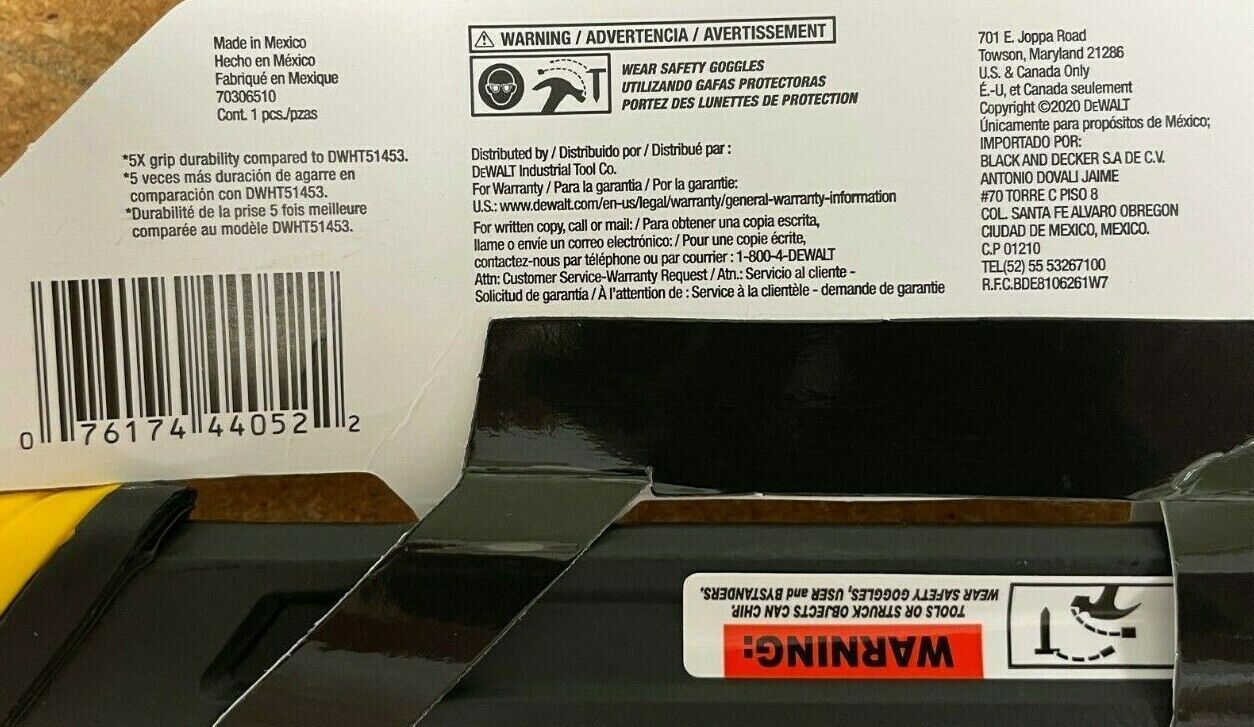 Made in Mexico
Hecho en México
Fabriqué en Mexique
70306510
Cont. 1 pcs./pzas
*5X grip durability compared to DWHT51453.
*5 veces más duración de agarre en
comparación con DWHT51453.
*Durabilité de la prise 5 fois meilleure
comparée au modèle DWHT51453.
0 76174 44052 2
WARNING / ADVERTENCIA / AVERTISSEMENT
WEAR SAFETY GOGGLES
UTILIZANDO GAFAS PROTECTORAS
PORTEZ DES LUNETTES DE PROTECTION
Distributed by / Distribuido por / Distribué par :
DEWALT Industrial Tool Co.
For Warranty / Para la garantia / Por la garantie:
U.S.: www.dewalt.com/en-us/legal/warranty/general-warranty-information
For written copy, call or mail: / Para obtener una copia escrita,
llame o envíe un correo electrónico: / Pour une copie écrite,
contactez-nous par téléphone ou par courrier : 1-800-4-DEWALT
Attn: Customer Service-Warranty Request / Atn.: Servicio al cliente -
Solicitud de garantia / À l'attention de : Service à la clientèle - demande de garantie
701 E. Joppa Road
Towson, Maryland 21286
U.S. & Canada Only
É.-U, et Canada seulement
Copyright ©2020 DEWALT
Únicamente para propósitos de México;
IMPORTADO POR:
BLACK AND DECKER S.A DE C.V.
ANTONIO DOVALI JAIME
#70 TORRE C PISO 8
COL. SANTA FE ALVARO OBREGON
CIUDAD DE MEXICO, MEXICO.
C.P 01210
TEL(52) 55 53267100
R.F.C.BDE8106261W7
WARNING:
TOOLS OR STRUCK OBJECTS CAN CHIP.
WEAR SAFETY GOGGLES, USER and BYSTANDERS.